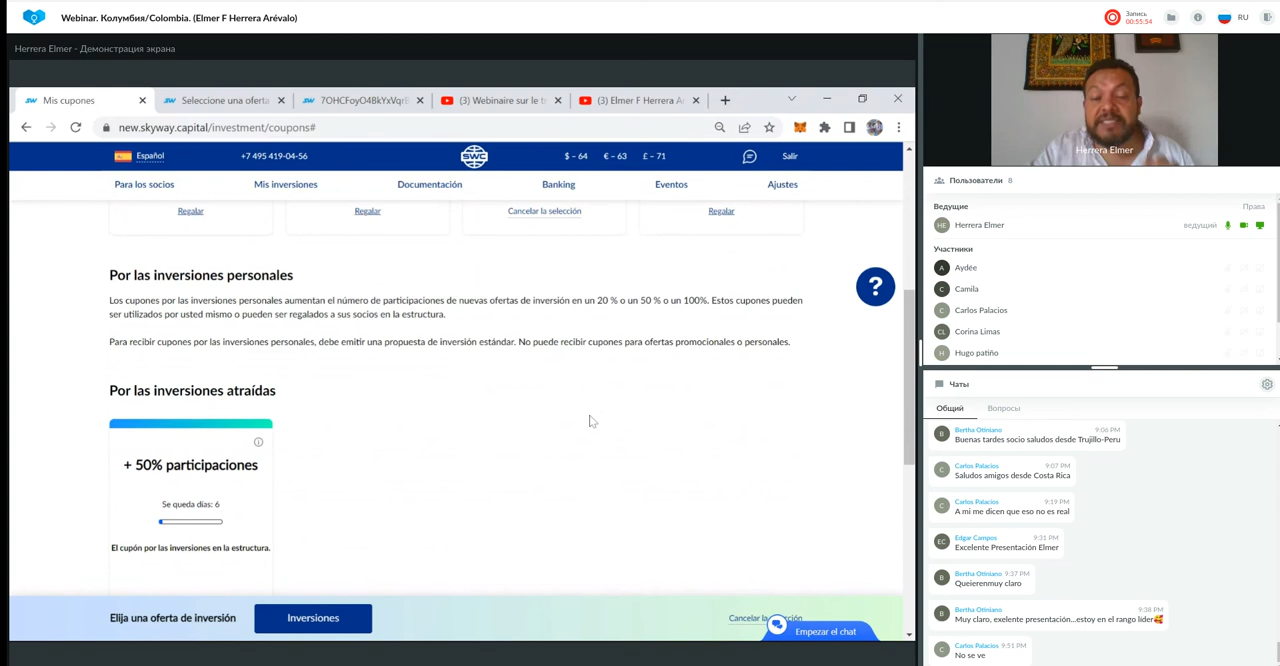 Webinar. Колумбия/Colombia. (Elmer F Herrera Arévalo)
Запись
00:55:54
RU
Herrera Elmer - Демонстрация экрана
Mis cupones
Seleccione una oferta
(3) Webinaire sur le t
(3) Elmer F Herrera A
new.skyway.capital/investment/coupons#
Español
+7 495 419-04-56
SWC
$ – 64
€ – 63
£ – 71
Salir
Para los socios
Mis inversiones
Documentación
Banking
Eventos
Ajustes
Regalar
Regalar
Cancelar la selección
Regalar
Por las inversiones personales
Los cupones por las inversiones personales aumentan el número de participaciones de nuevas ofertas de inversión en un 20 % o un 50 % o un 100%. Estos cupones pueden
ser utilizados por usted mismo o pueden ser regalados a sus socios en la estructura.
Para recibir cupones por las inversiones personales, debe emitir una propuesta de inversión estándar. No puede recibir cupones para ofertas promocionales o personales.
?
Por las inversiones atraídas
+ 50% participaciones
Se queda días: 6
El cupón por las inversiones en la estructura.
Elija una oferta de inversión
Inversiones
Cancelar la
Empezar el chat
Herrera Elmer
Пользователи 8
Ведущие
Права
HE
Herrera Elmer
ведущий
Участники
A
Aydée
C
Camila
C
Carlos Palacios
CL
Corina Limas
H
Hugo patiño
Чаты
Общий
Вопросы
B
Bertha Otiniano
9:06 PM
Buenas tardes socio saludos desde Trujillo-Peru
C
Carlos Palacios
9:07 PM
Saludos amigos desde Costa Rica
C
Carlos Palacios
9:19 PM
A mi me dicen que eso no es real
EC
Edgar Campos
9:31 PM
Excelente Presentación Elmer
B
Bertha Otiniano
9:37 PM
Queierenmuy claro
B
Bertha Otiniano
9:38 PM
Muy claro, exelente presentación...estoy en el rango líder🥰
C
Carlos Palacios
9:51 PM
No se ve